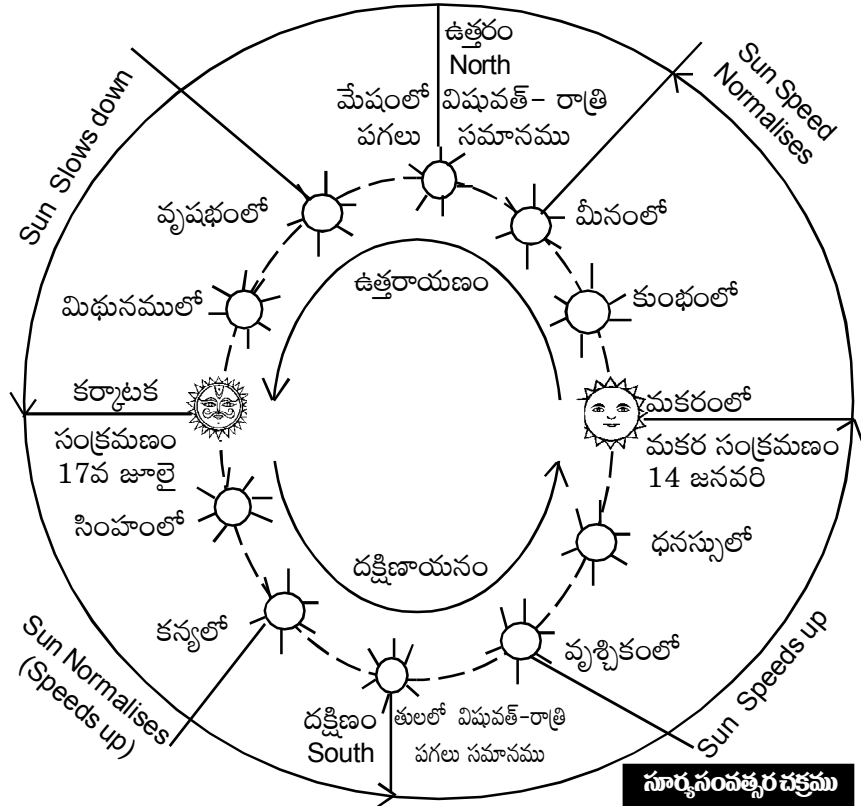 ఉత్తరం
North
మేషంలో విషువత్- రాత్రి
పగలు సమానము
Sun Speed
Normalises
Sun Slows down
వృషభంలో
మీనంలో
ఉత్తరాయణం
మిథునములో
కుంభంలో
కర్కాటక
సంక్రమణం
17వ జూలై
మకరంలో
మకర సంక్రమణం
14 జనవరి
సింహంలో
ధనస్సులో
దక్షిణాయనం
కన్యలో
వృశ్చికంలో
Sun Normalises
(Speeds up)
Sun Speeds up
దక్షిణం
South
తులలో విషువత్-రాత్రి
పగలు సమానము
సూర్యసంవత్సర చక్రము